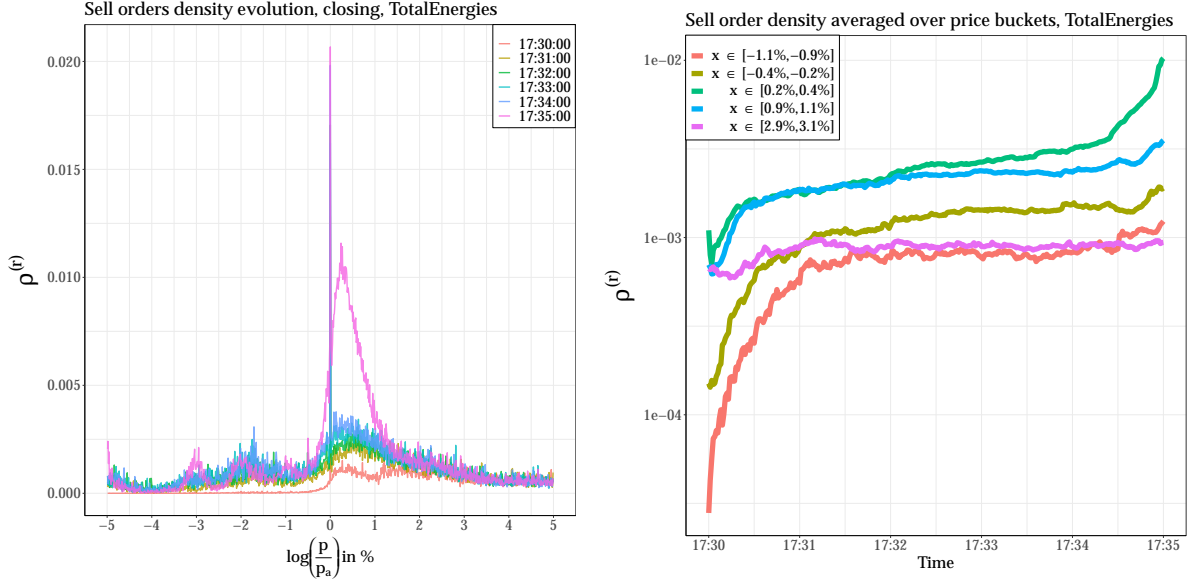 Sell orders density evolution, closing, TotalEnergies
17:30:00
17:31:00
17:32:00
17:33:00
17:34:00
17:35:00
0.020
0.015
0.010
0.005
0.000
ρ^(r)
−5 −4 −3 −2 −1 0 1 2 3 4 5
log(p/p_a) in %
Sell order density averaged over price buckets, TotalEnergies
x ∈ [−1.1%,−0.9%]
x ∈ [−0.4%,−0.2%]
x ∈ [0.2%,0.4%]
x ∈ [0.9%,1.1%]
x ∈ [2.9%,3.1%]
1e−02
1e−03
1e−04
ρ^(r)
17:30 17:31 17:32 17:33 17:34 17:35
Time